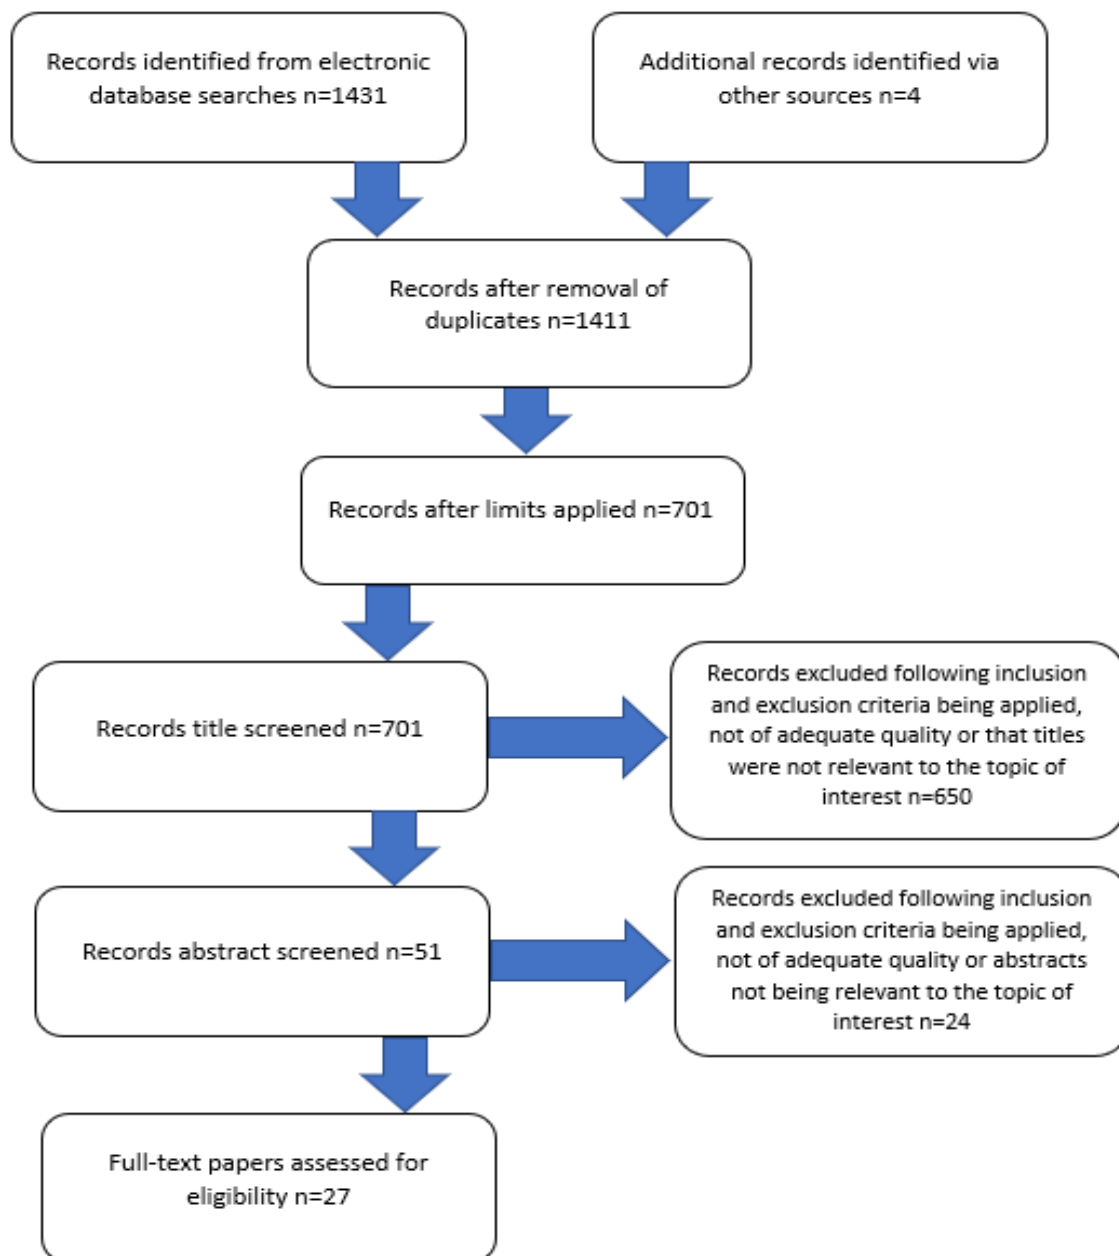 Records identified from electronic
database searches n=1431
Additional records identified via
other sources n=4
Records after removal of
duplicates n=1411
Records after limits applied n=701
Records title screened n=701
Records excluded following inclusion
and exclusion criteria being applied,
not of adequate quality or that titles
were not relevant to the topic of
interest n=650
Records abstract screened n=51
Records excluded following inclusion
and exclusion criteria being applied,
not of adequate quality or abstracts
not being relevant to the topic of
interest n=24
Full-text papers assessed for
eligibility n=27